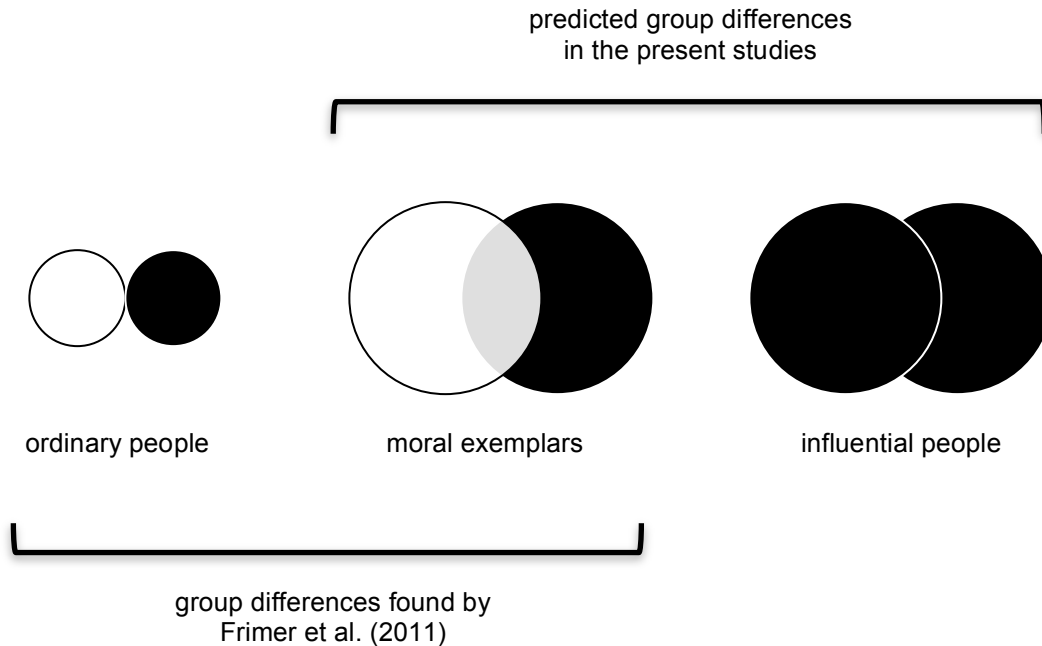 predicted group differences
in the present studies
ordinary people
moral exemplars
influential people
group differences found by
Frimer et al. (2011)